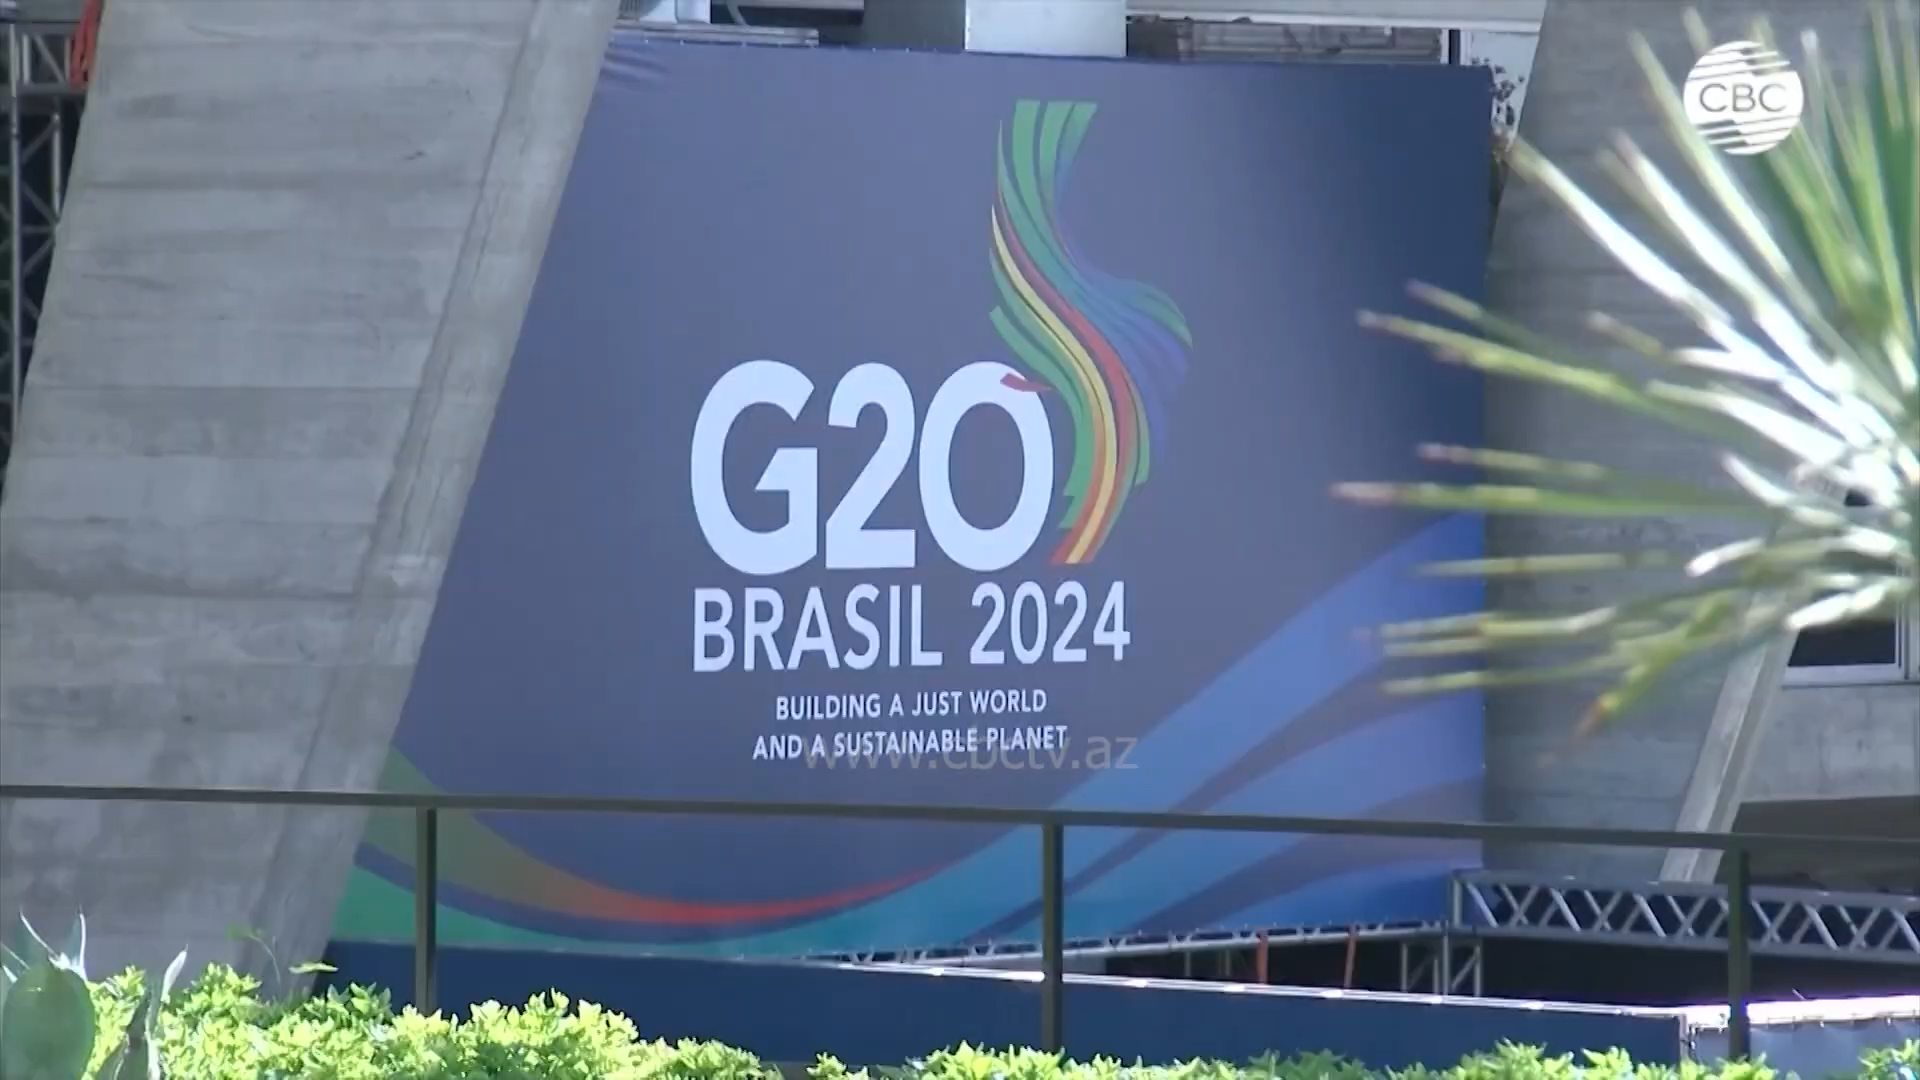 CBC
G20
BRASIL 2024
BUILDING A JUST WORLD
AND A SUSTAINABLE PLANET
www.cbctv.az